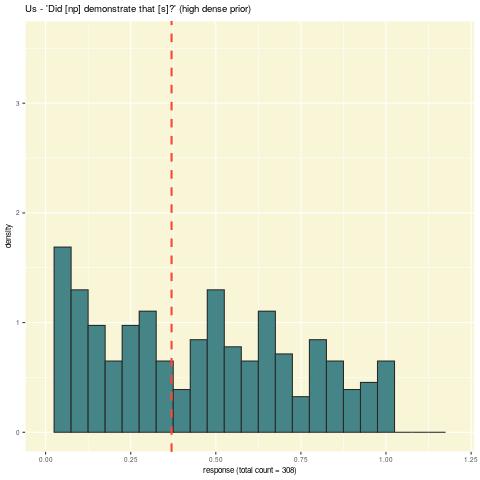 Us - 'Did [np] demonstrate that [s]?' (high dense prior)
3
2
1
0
density
0.00 0.25 0.50 0.75 1.00 1.25
response (total count = 308)